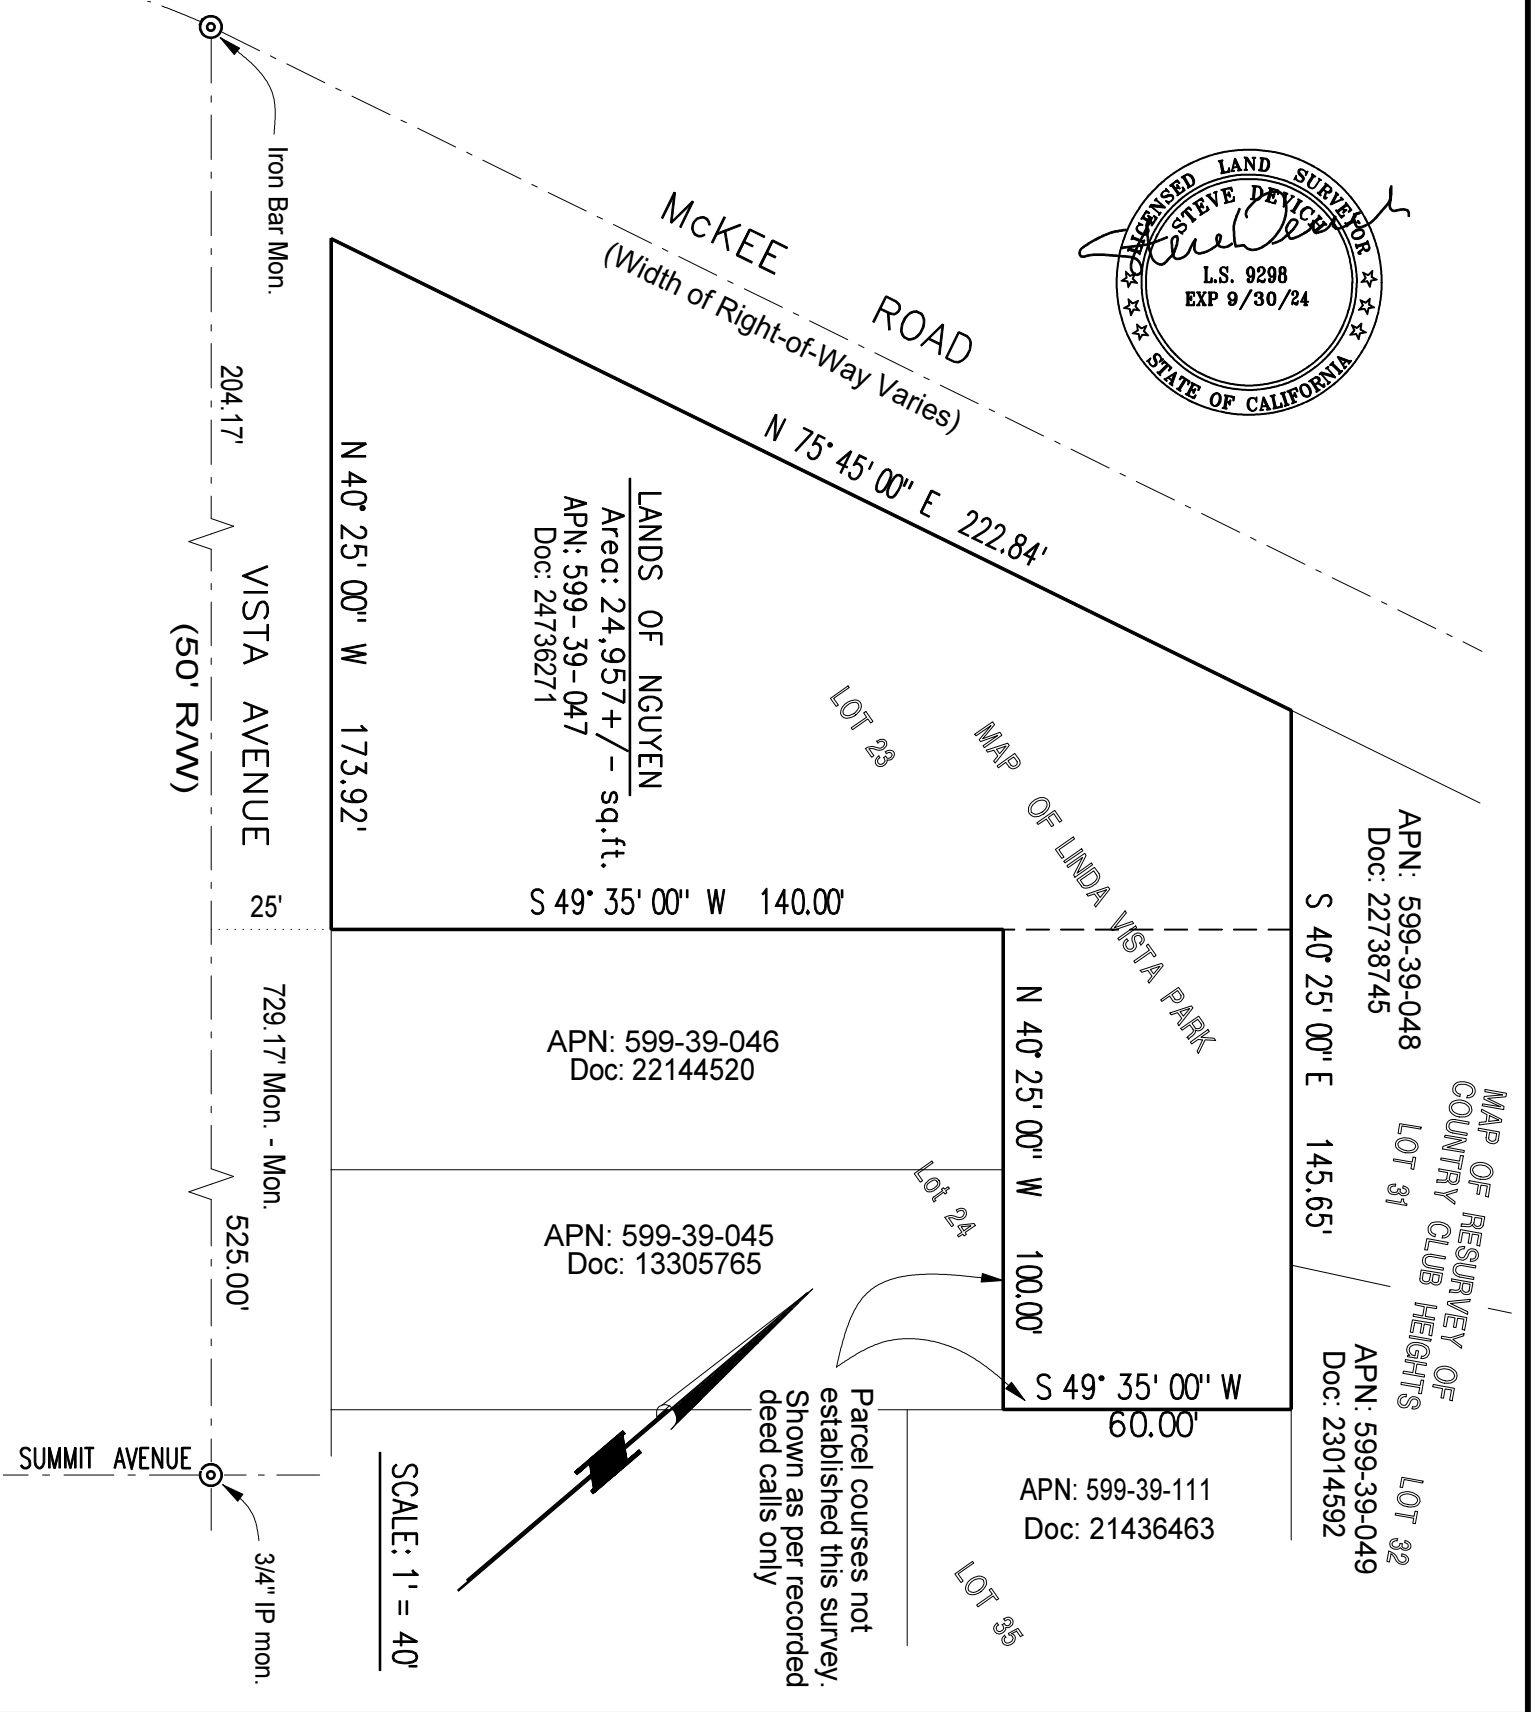 LICENSED LAND SURVEYOR
STEVE DEVICH
L.S. 9298
EXP 9/30/24
STATE OF CALIFORNIA
Iron Bar Mon.
McKEE ROAD
(Width of Right-of-Way Varies)
N 75° 45' 00" E 222.84'
204.17'
N 40° 25' 00" W 173.92'
LANDS OF NGUYEN
Area: 24,957+/- sq.ft.
APN: 599-39-047
Doc: 24736271
VISTA AVENUE
(50' R/W)
LOT 23
MAP OF LINDA VISTA PARK
APN: 599-39-048
Doc: 22738745
25'
S 49° 35' 00" W 140.00'
S 40° 25' 00" E 145.65'
729.17' Mon. - Mon.
APN: 599-39-046
Doc: 22144520
N 40° 25' 00" W 100.00'
MAP OF RESURVEY OF
COUNTRY CLUB HEIGHTS
LOT 31
LOT 32
Lot 24
525.00'
APN: 599-39-045
Doc: 13305765
APN: 599-39-049
Doc: 23014592
S 49° 35' 00" W
60.00'
Parcel courses not
established this survey.
Shown as per recorded
deed calls only
SUMMIT AVENUE
SCALE: 1' = 40'
APN: 599-39-111
Doc: 21436463
3/4" IP mon.
LOT 35